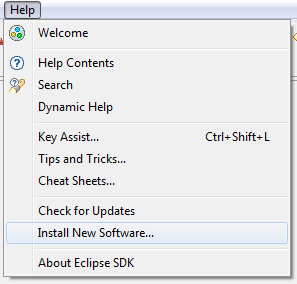 Help
Welcome
Help Contents
Search
Dynamic Help
Key Assist... Ctrl+Shift+L
Tips and Tricks...
Cheat Sheets...
Check for Updates
Install New Software...
About Eclipse SDK